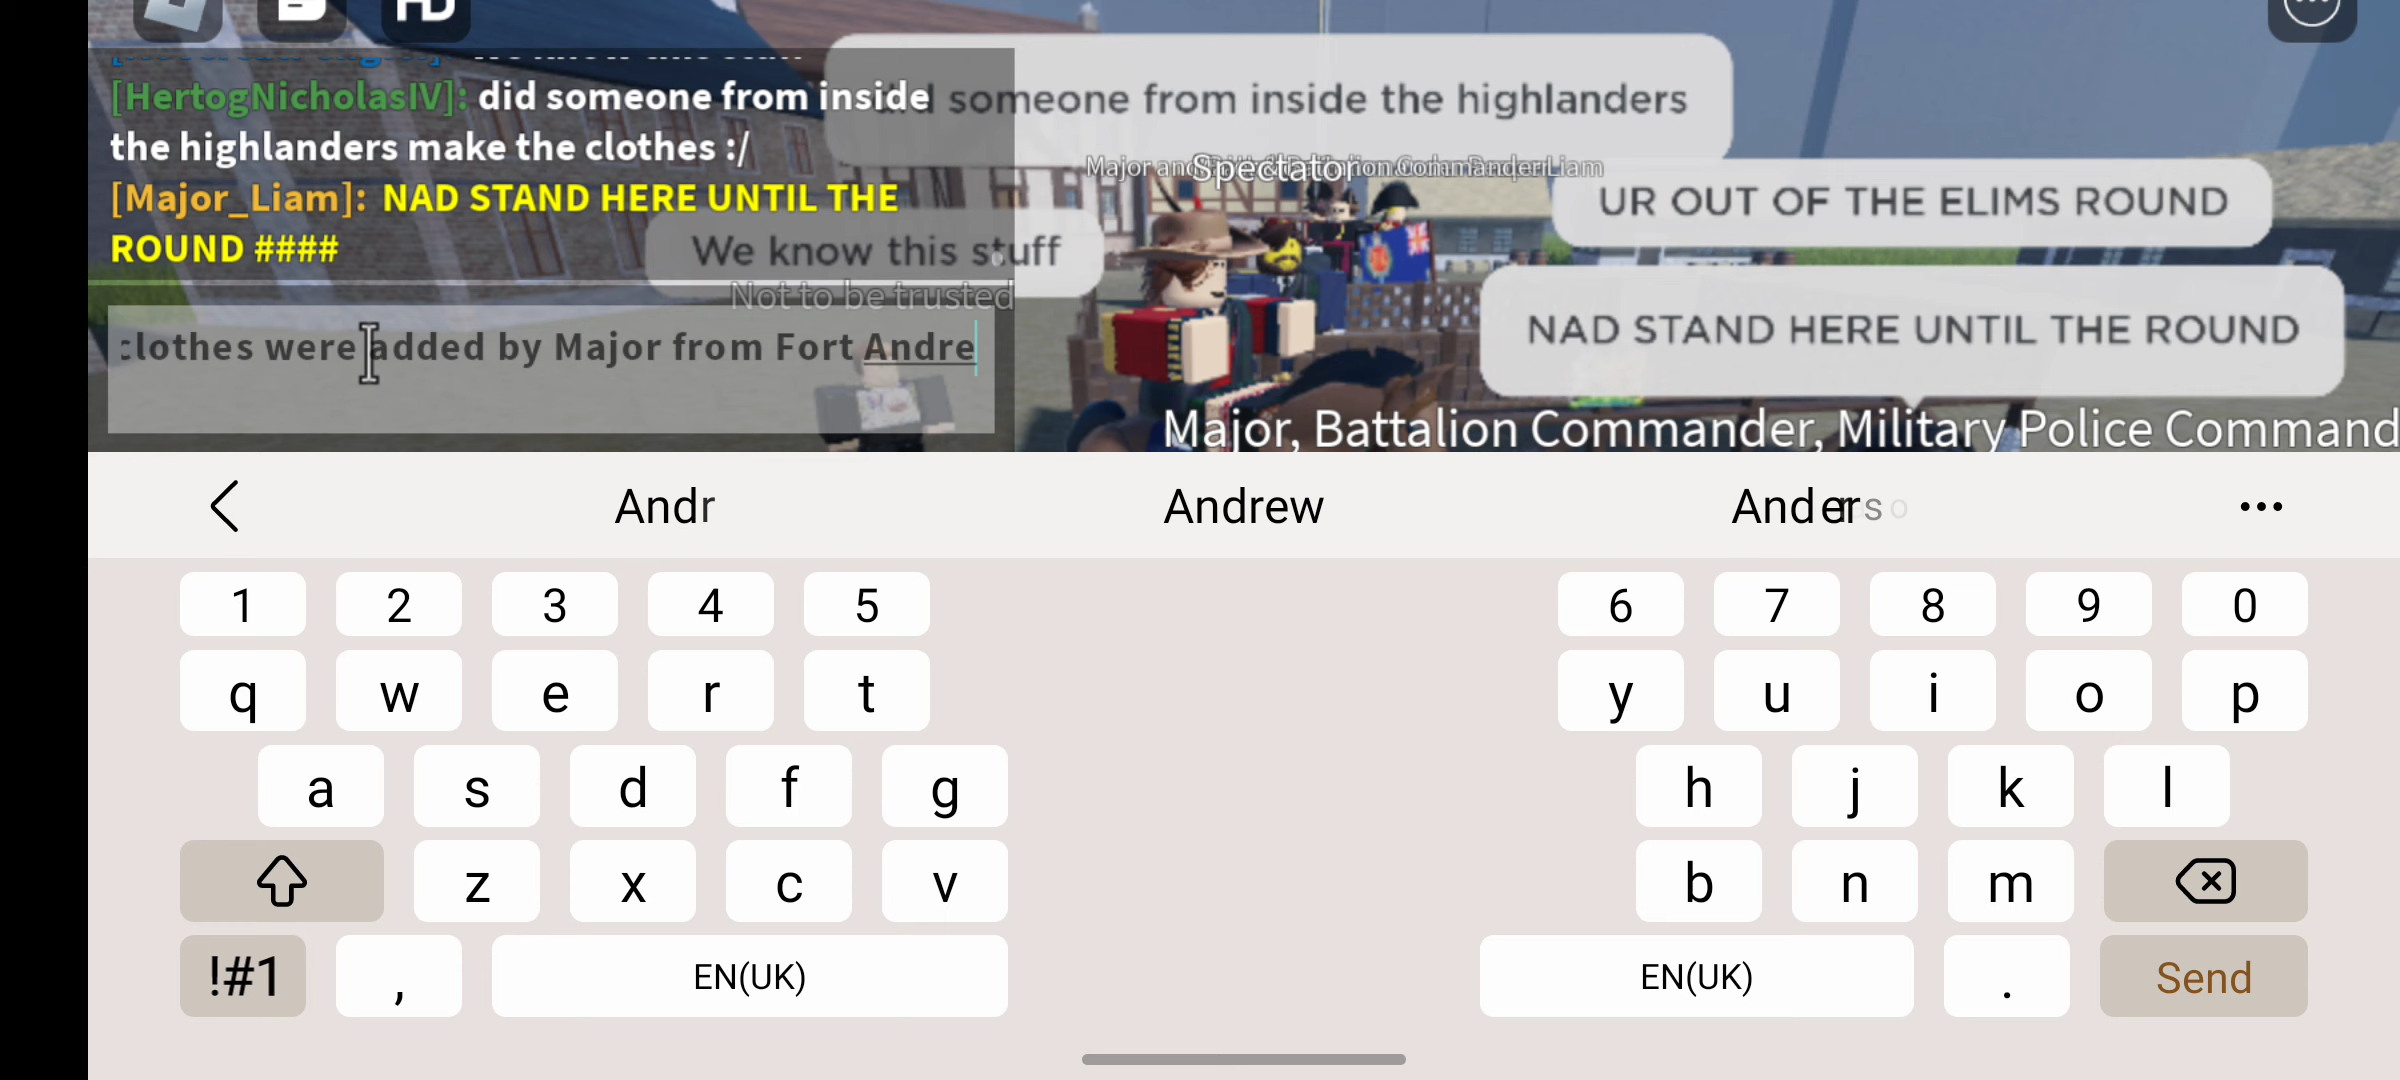 HD
[HertogNicholasIV]: did someone from inside
the highlanders make the clothes :/
[Major_Liam]: NAD STAND HERE UNTIL THE
ROUND ####
someone from inside the highlanders
Spectator
UR OUT OF THE ELIMS ROUND
We know this stuff
Not to be trusted
NAD STAND HERE UNTIL THE ROUND
clothes were added by Major from Fort Andre
Major, Battalion Commander, Military Police Command
Andr Andrew Ander
1 2 3 4 5 6 7 8 9 0
q w e r t y u i o p
a s d f g h j k l
z x c v b n m
!#1 , EN(UK) EN(UK) . Send